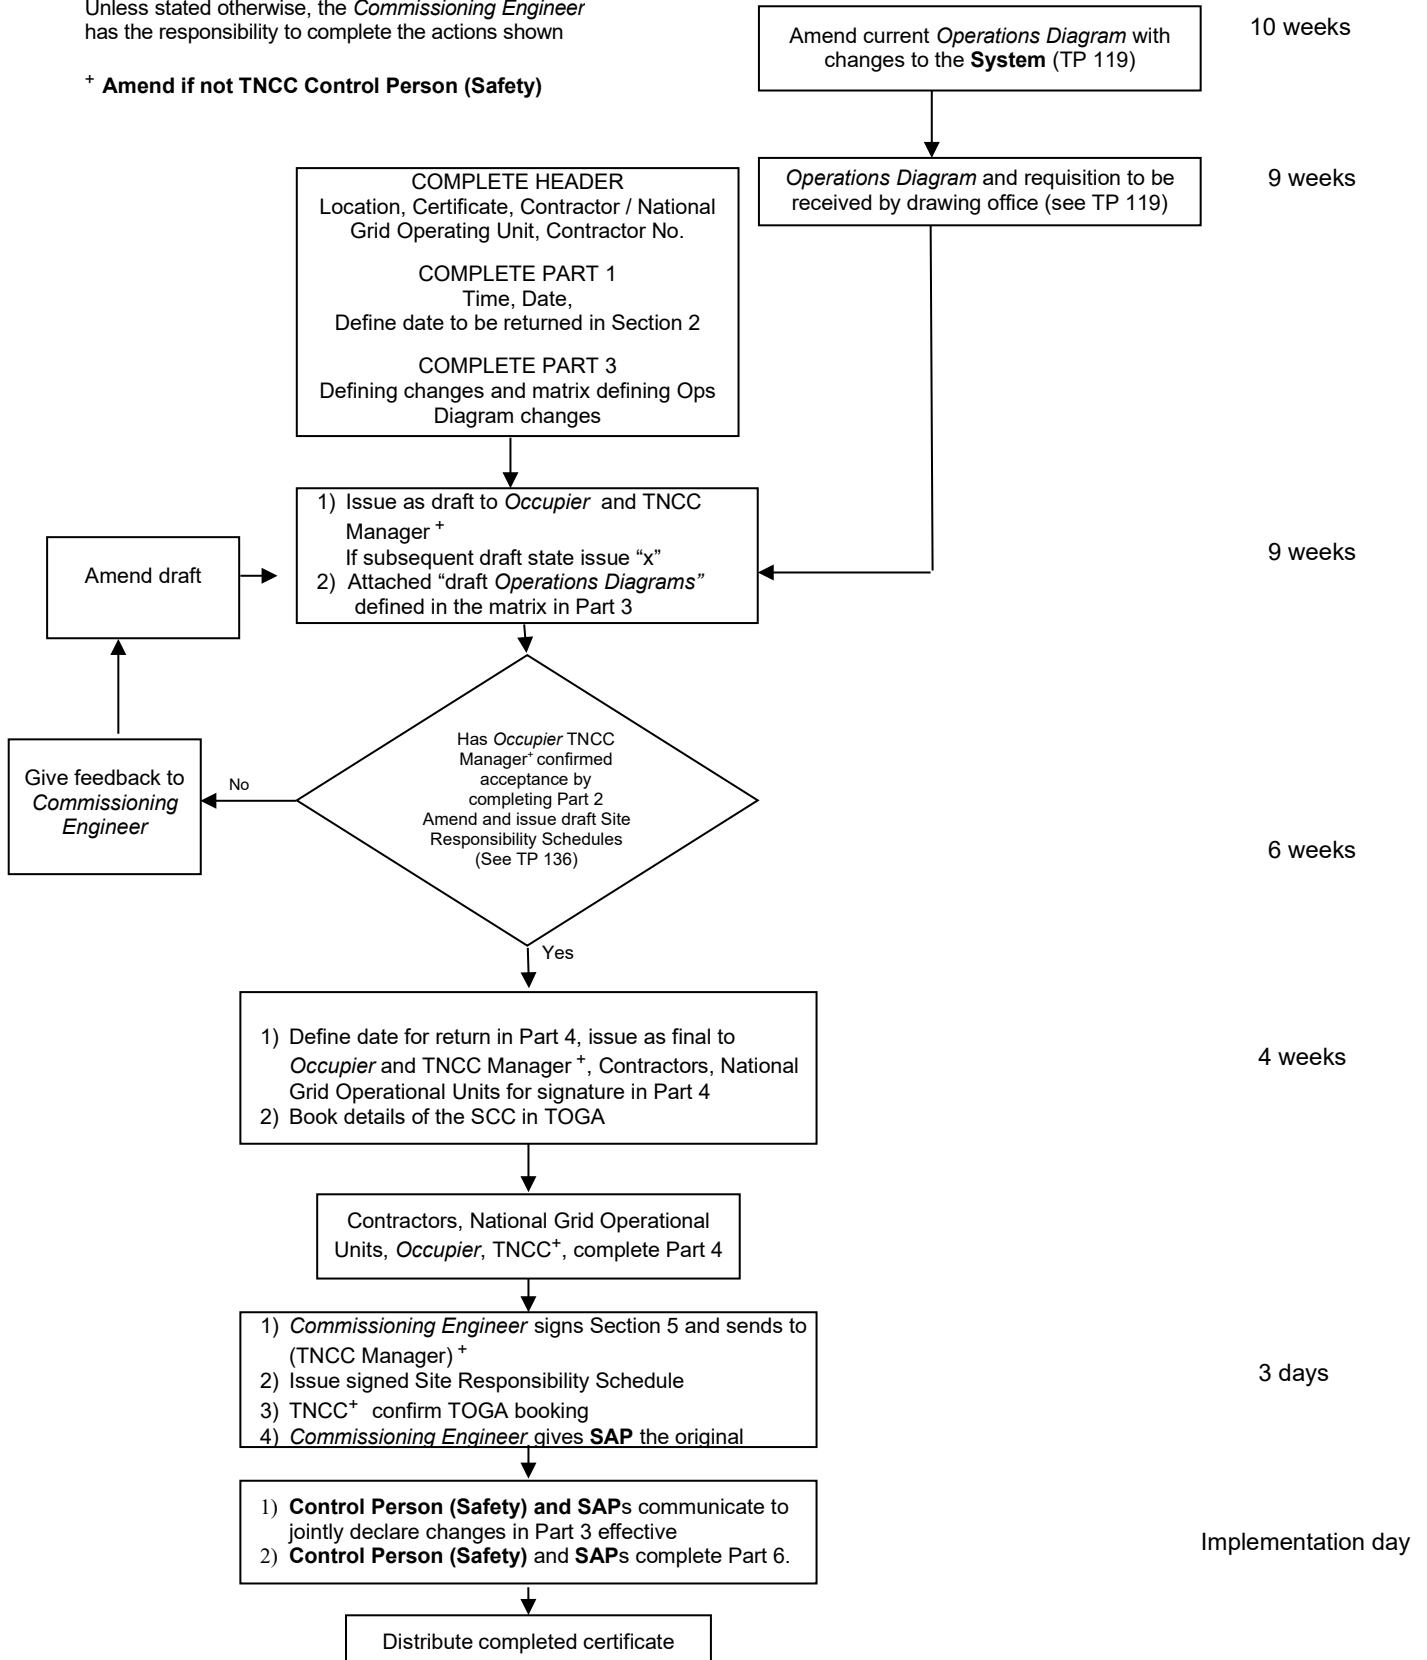 Unless stated otherwise, the Commissioning Engineer
has the responsibility to complete the actions shown
+ Amend if not TNCC Control Person (Safety)
Amend current Operations Diagram with
changes to the System (TP 119)
10 weeks
Operations Diagram and requisition to be
received by drawing office (see TP 119)
9 weeks
COMPLETE HEADER
Location, Certificate, Contractor / National
Grid Operating Unit, Contractor No.
COMPLETE PART 1
Time, Date,
Define date to be returned in Section 2
COMPLETE PART 3
Defining changes and matrix defining Ops
Diagram changes
1) Issue as draft to Occupier and TNCC
Manager +
If subsequent draft state issue “x”
2) Attached “draft Operations Diagrams”
defined in the matrix in Part 3
9 weeks
Amend draft
Has Occupier TNCC
Manager+ confirmed
acceptance by
completing Part 2
Amend and issue draft Site
Responsibility Schedules
(See TP 136)
Give feedback to
Commissioning
Engineer
No
6 weeks
Yes
1) Define date for return in Part 4, issue as final to
Occupier and TNCC Manager +, Contractors, National
Grid Operational Units for signature in Part 4
2) Book details of the SCC in TOGA
4 weeks
Contractors, National Grid Operational
Units, Occupier, TNCC+, complete Part 4
1) Commissioning Engineer signs Section 5 and sends to
(TNCC Manager) +
2) Issue signed Site Responsibility Schedule
3) TNCC+ confirm TOGA booking
4) Commissioning Engineer gives SAP the original
3 days
1) Control Person (Safety) and SAPs communicate to
jointly declare changes in Part 3 effective
2) Control Person (Safety) and SAPs complete Part 6.
Implementation day
Distribute completed certificate